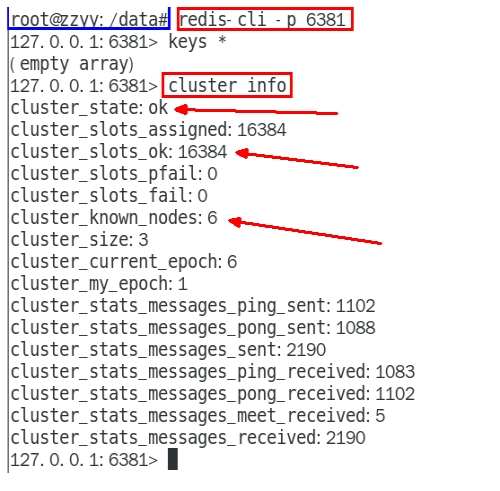 root@zzyy:/data# redis-cli -p 6381
127.0.0.1:6381> keys *
(empty array)
127.0.0.1:6381> cluster info
cluster_state:ok
cluster_slots_assigned:16384
cluster_slots_ok:16384
cluster_slots_pfail:0
cluster_slots_fail:0
cluster_known_nodes:6
cluster_size:3
cluster_current_epoch:6
cluster_my_epoch:1
cluster_stats_messages_ping_sent:1102
cluster_stats_messages_pong_sent:1088
cluster_stats_messages_sent:2190
cluster_stats_messages_ping_received:1083
cluster_stats_messages_pong_received:1102
cluster_stats_messages_meet_received:5
cluster_stats_messages_received:2190
127.0.0.1:6381>